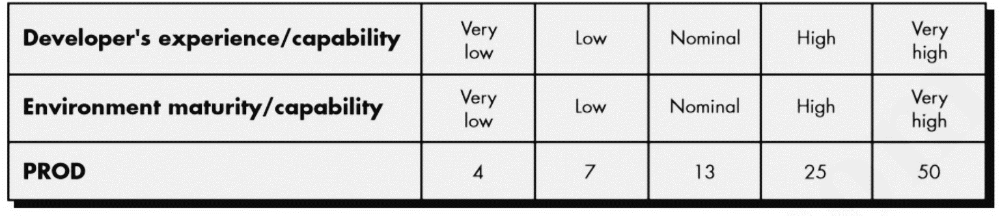 Developer's experience/capability Very low Low Nominal High Very high
Environment maturity/capability Very low Low Nominal High Very high
PROD 4 7 13 25 50